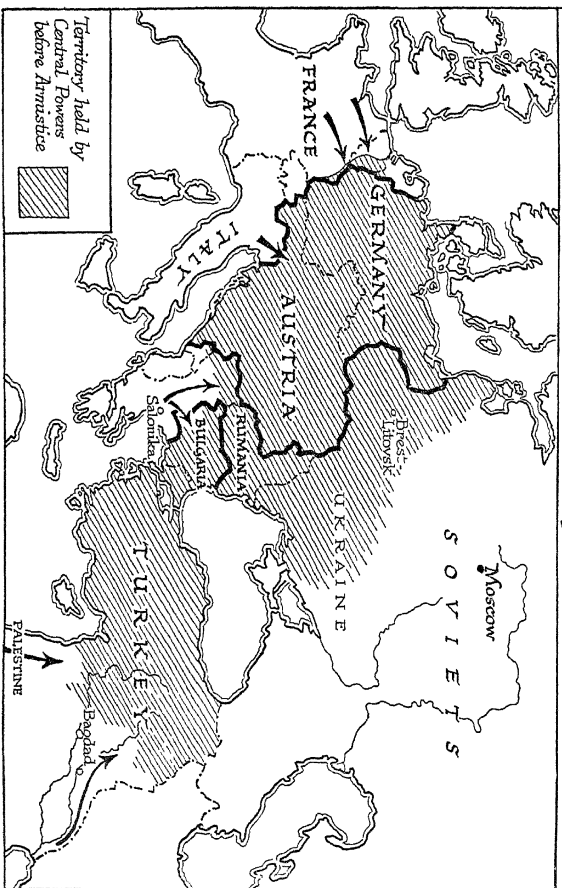 Territory held by
Central Powers
before Armistice
FRANCE
GERMANY
ITALY
AUSTRIA
Brest
Litovsk
UKRAINE
Moscow
SOVIETS
RUMANIA
BULGARIA
Salonika
TURKEY
PALESTINE
Bagdad